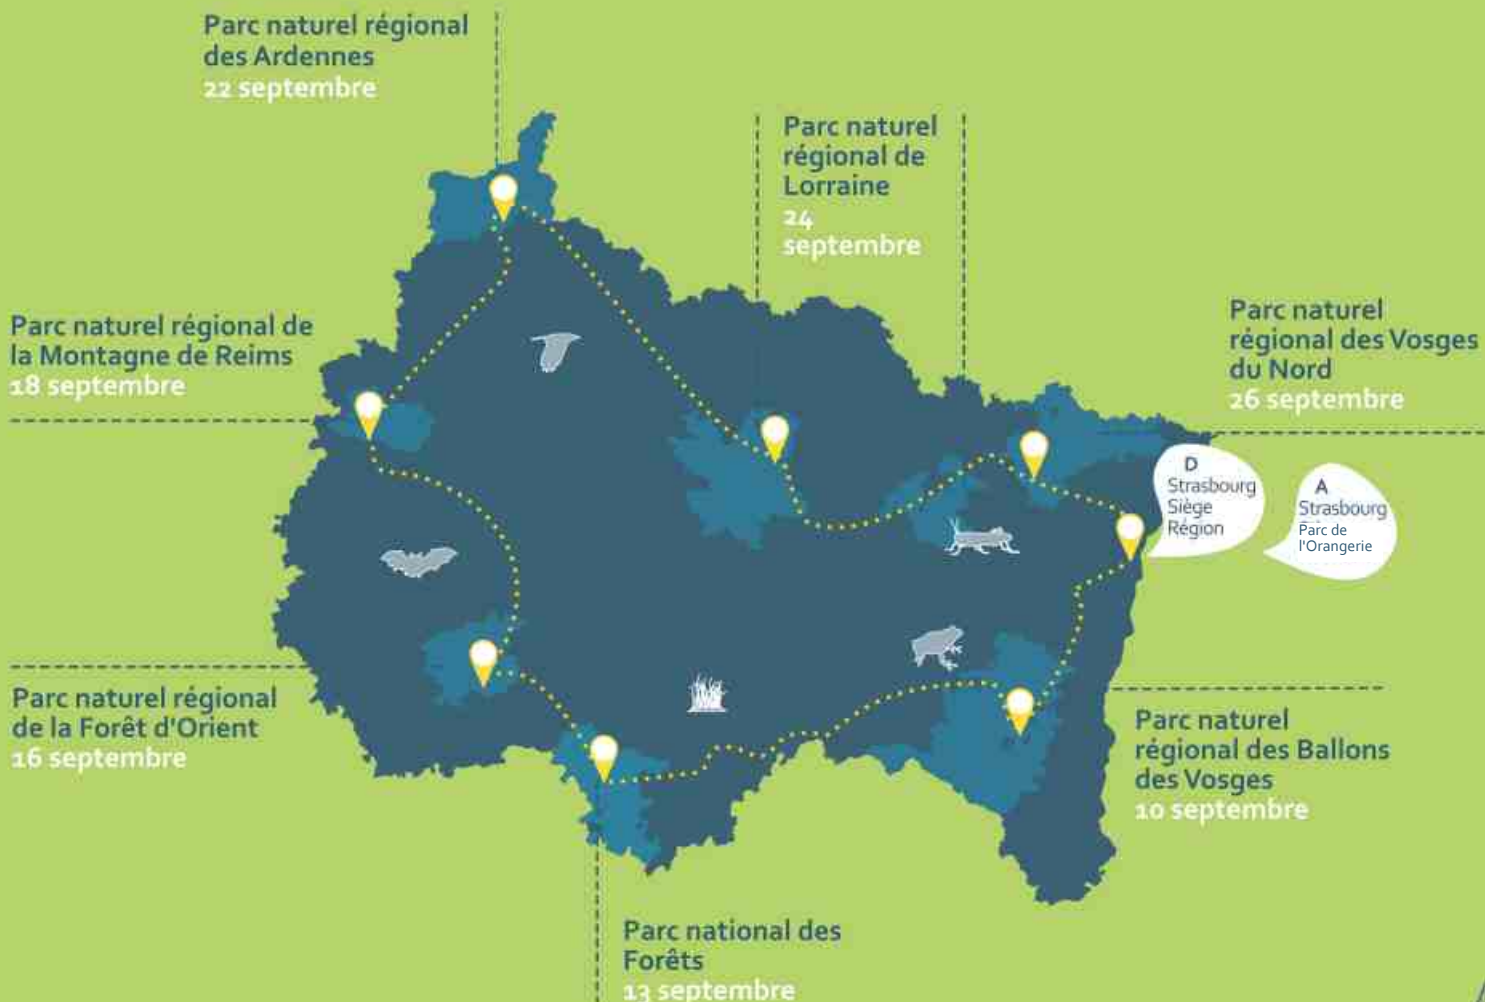 Parc naturel régional
des Ardennes
22 septembre
Parc naturel
régional de
Lorraine
24
septembre
Parc naturel régional de
la Montagne de Reims
18 septembre
Parc naturel
régional des Vosges
du Nord
26 septembre
D
Strasbourg
Siège
Région
A
Strasbourg
Parc de
l'Orangerie
Parc naturel régional
de la Forêt d'Orient
16 septembre
Parc naturel
régional des Ballons
des Vosges
10 septembre
Parc national des
Forêts
13 septembre